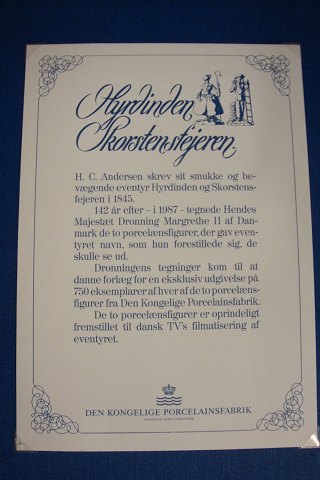 Hyrdinden
Skorstensfejeren.
H. C. Andersen skrev sit smukke og be-
vægende eventyr Hyrdinden og Skorstens-
fejeren i 1845.
142 år efter – i 1987 – tegnede Hendes
Majestæt Dronning Margrethe II af Dan-
mark de to porcelænsfigurer, der gav even-
tyret navn, som hun forestillede sig, de
skulle se ud.
Dronningens tegninger kom til at
danne forlæg for en eksklusiv udgivelse på
750 eksemplarer af hver af de to porcelæns-
figurer fra Den Kongelige Porcelainsfabrik.
De to porcelænsfigurer er oprindeligt
fremstillet til dansk TV's filmatisering af
eventyret.
DEN KONGELIGE PORCELAINSFABRIK